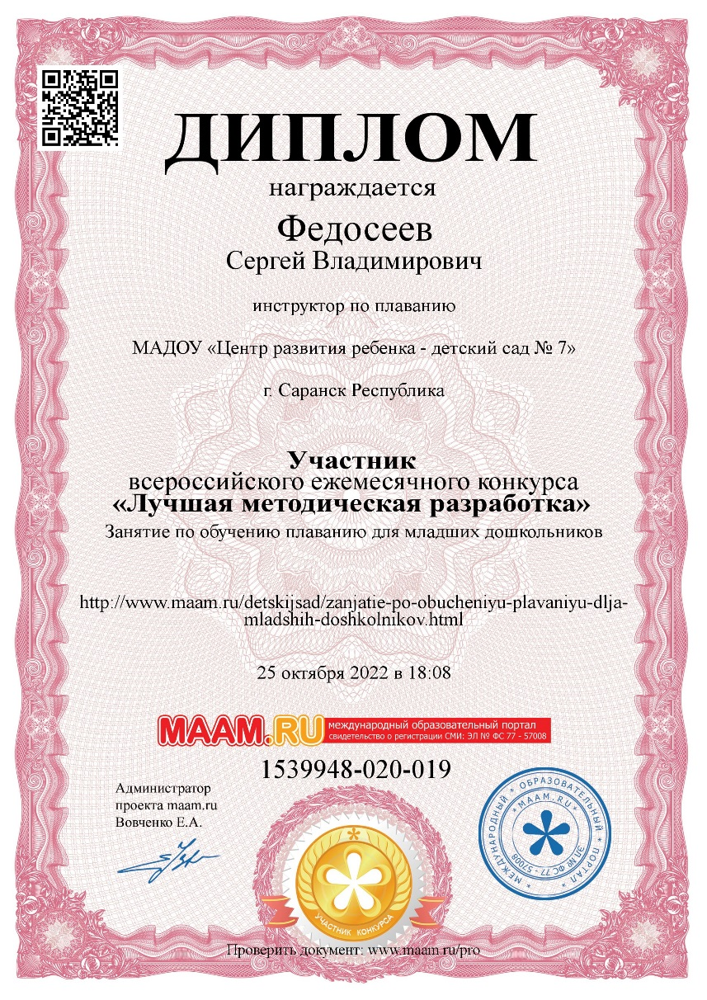 ДИПЛОМ
награждается
Федосеев
Сергей Владимирович
инструктор по плаванию
МАДОУ «Центр развития ребенка - детский сад № 7»
г. Саранск Республика
Участник
всероссийского ежемесячного конкурса
«Лучшая методическая разработка»
Занятие по обучению плаванию для младших дошкольников
http://www.maam.ru/detskijsad/zanjatie-po-obucheniyu-plavaniyu-dlja-
mladshih-doshkolnikov.html
25 октября 2022 в 18:08
MAAM.RU
международный образовательный портал
свидетельство о регистрации СМИ: ЭЛ № ФС 77 - 57008
1539948-020-019
Администратор
проекта maam.ru
Вовченко Е.А.
* МЕЖДУНАРОДНЫЙ * ОБРАЗОВАТЕЛЬНЫЙ * ПОРТАЛ *
* MAAM.RU *
ЭЛ № ФС 77 - 57008
УЧАСТНИК КОНКУРСА
Проверить документ: www.maam.ru/pro